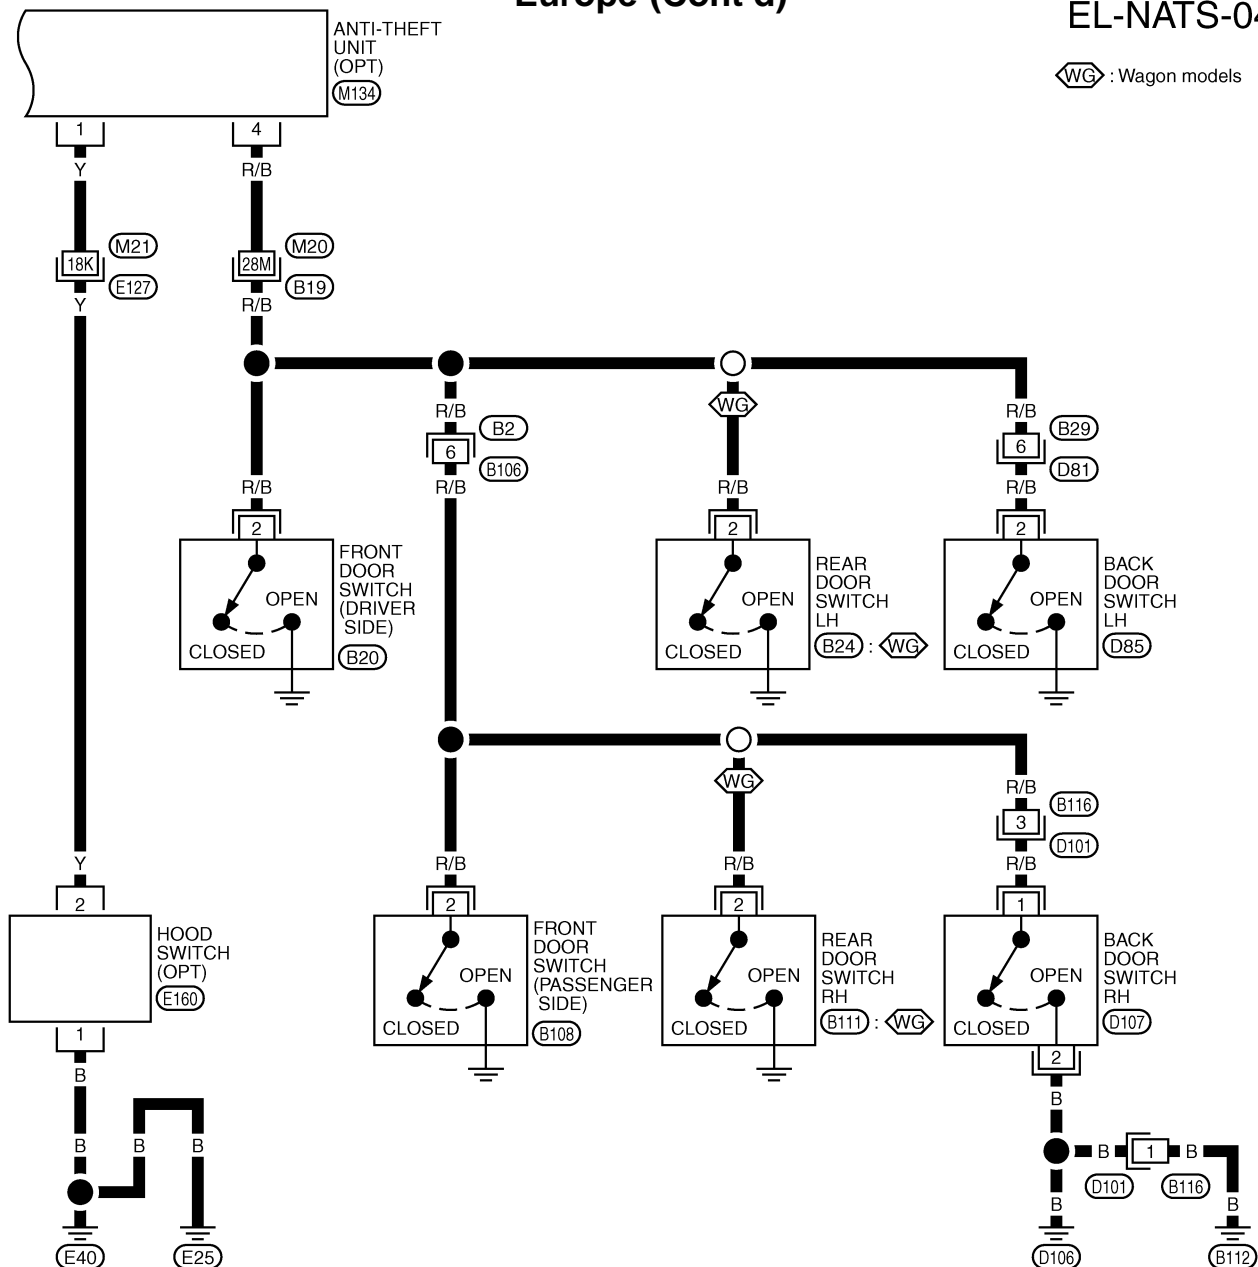 Europe (Cont'd)
EL-NATS-04
WG : Wagon models
ANTI-THEFT
UNIT
(OPT)
M134
1
4
Y
R/B
18K
M21
E127
28M
M20
B19
Y
R/B
WG
R/B
R/B
6
B2
B106
6
B29
D81
R/B
R/B
R/B
R/B
2
2
2
FRONT
DOOR
SWITCH
(DRIVER
SIDE)
B20
OPEN
CLOSED
REAR
DOOR
SWITCH
LH
B24 : WG
OPEN
CLOSED
BACK
DOOR
SWITCH
LH
D85
OPEN
CLOSED
WG
R/B
3
B116
D101
Y
R/B
R/B
R/B
2
2
2
1
HOOD
SWITCH
(OPT)
E160
FRONT
DOOR
SWITCH
(PASSENGER
SIDE)
B108
OPEN
CLOSED
REAR
DOOR
SWITCH
RH
B111 : WG
OPEN
CLOSED
BACK
DOOR
SWITCH
RH
D107
OPEN
CLOSED
1
2
B
B
B
B
B
B
1
B
D101
B116
B
B
E40
E25
D106
B112